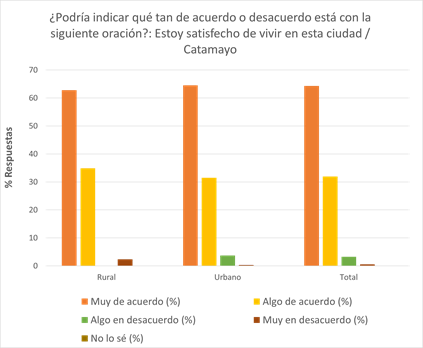 ¿Podría indicar qué tan de acuerdo o desacuerdo está con la
siguiente oración?: Estoy satisfecho de vivir en esta ciudad /
Catamayo
% Respuestas
70
60
50
40
30
20
10
0
Rural
Urbano
Total
Muy de acuerdo (%)
Algo de acuerdo (%)
Algo en desacuerdo (%)
Muy en desacuerdo (%)
No lo sé (%)